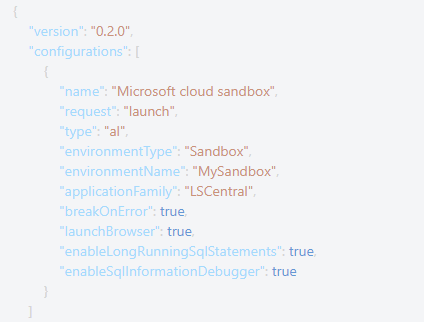 {
"version": "0.2.0",
"configurations": [
{
"name": "Microsoft cloud sandbox",
"request": "launch",
"type": "al",
"environmentType": "Sandbox",
"environmentName": "MySandbox",
"applicationFamily": "LSCentral",
"breakOnError": true,
"launchBrowser": true,
"enableLongRunningSqlStatements": true,
"enableSqlInformationDebugger": true
}
]